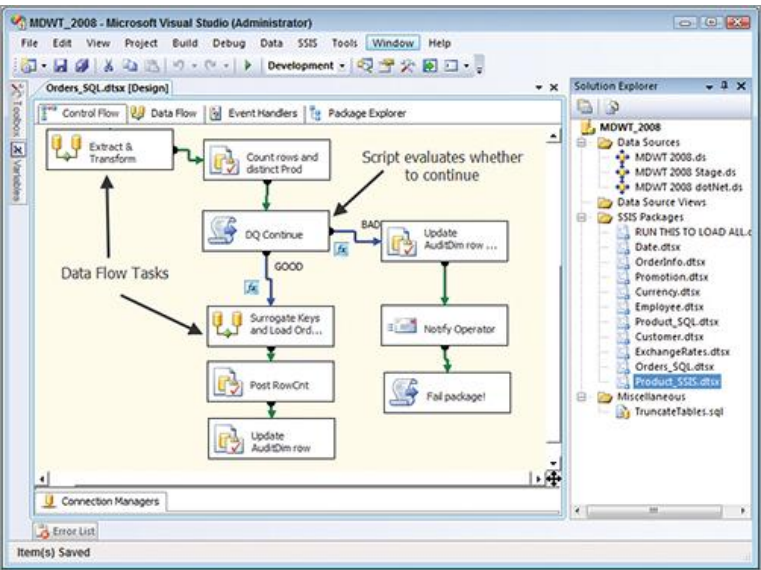 MDWT_2008 - Microsoft Visual Studio (Administrator)
File Edit View Project Build Debug Data SSIS Tools Window Help
Development
Orders_SQL.dtsx [Design]
Control Flow Data Flow Event Handlers Package Explorer
Toolbox
Variables
Extract &
Transform
Count rows and
distinct Prod
Script evaluates whether
to continue
DQ Continue
BAD
fx
Update
AuditDim row ...
GOOD
fx
Data Flow Tasks
Surrogate Keys
and Load Ord...
Notify Operator
Post RowCnt
Fail package!
Update
AuditDim row
Connection Managers
Error List
Item(s) Saved
Solution Explorer
MDWT_2008
Data Sources
MDWT 2008.ds
MDWT 2008 Stage.ds
MDWT 2008 dotNet.ds
Data Source Views
SSIS Packages
RUN THIS TO LOAD ALL.d
Date.dtsx
OrderInfo.dtsx
Promotion.dtsx
Currency.dtsx
Employee.dtsx
Product_SQL.dtsx
Customer.dtsx
ExchangeRates.dtsx
Orders_SQL.dtsx
Product_SSIS.dtsx
Miscellaneous
TruncateTables.sql